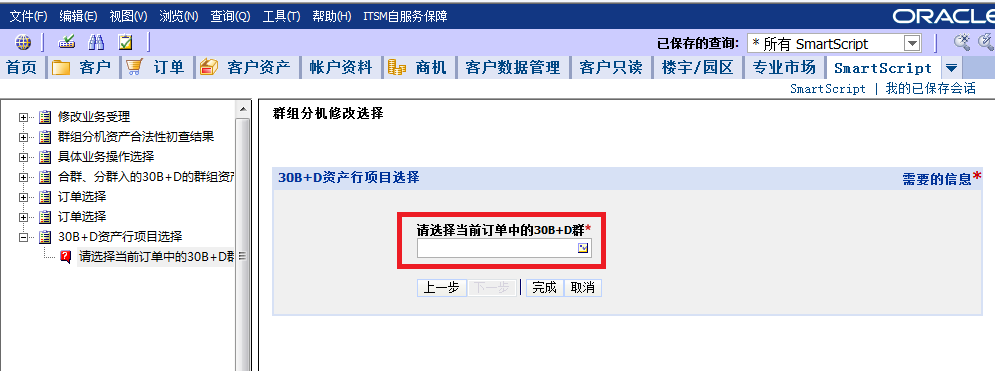 文件(F) 编辑(E) 视图(V) 浏览(N) 查询(Q) 工具(T) 帮助(H) ITSM自服务保障 ORACLE
已保存的查询: * 所有 SmartScript
首页 客户 订单 客户资产 帐户资料 商机 客户数据管理 客户只读 楼宇/园区 专业市场 SmartScript
SmartScript | 我的已保存会话
修改业务受理
群组分机资产合法性初查结果
具体业务操作选择
合群、分群入的30B+D的群组资产
订单选择
订单选择
30B+D资产行项目选择
请选择当前订单中的30B+D群
群组分机修改选择
30B+D资产行项目选择 需要的信息*
请选择当前订单中的30B+D群*
上一步 下一步 完成 取消